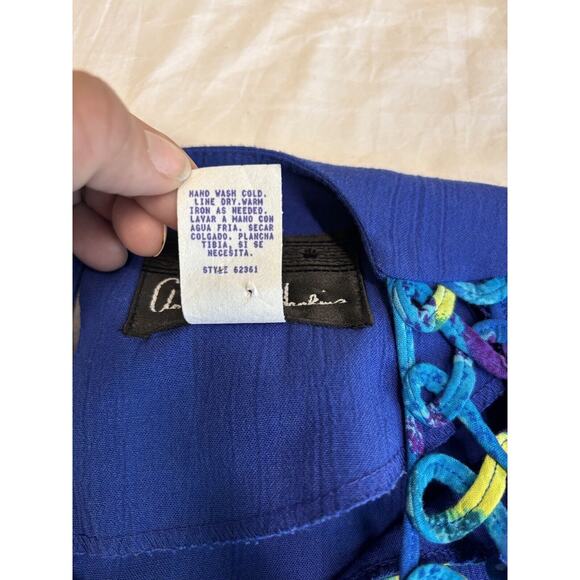 HAND WASH COLD.
LINE DRY.WARM
IRON AS NEEDED.
LAVAR A MANO CON
AGUA FRIA. SECAR
COLGADO. PLANCHA
TIBIA, SI SE
NECESITA.
STYLE 62361